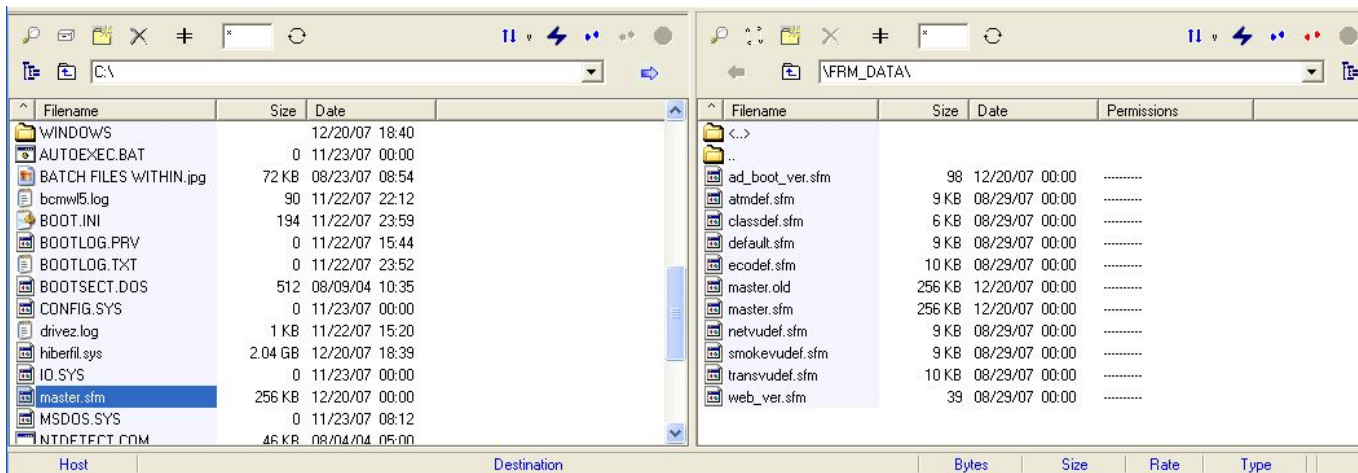 *
*
C:\
\FRM_DATA\
^ Filename Size Date
^ Filename Size Date Permissions
WINDOWS 12/20/07 18:40
AUTOEXEC.BAT 0 11/23/07 00:00
BATCH FILES WITHIN.jpg 72 KB 08/23/07 08:54
bcmwl5.log 90 11/22/07 22:12
BOOT.INI 194 11/22/07 23:59
BOOTLOG.PRV 0 11/22/07 15:44
BOOTLOG.TXT 0 11/22/07 23:52
BOOTSECT.DOS 512 08/09/04 10:35
CONFIG.SYS 0 11/23/07 00:00
drivez.log 1 KB 11/22/07 15:20
hiberfil.sys 2.04 GB 12/20/07 18:39
IO.SYS 0 11/23/07 00:00
master.sfm 256 KB 12/20/07 00:00
MSDOS.SYS 0 11/23/07 08:12
NTDETECT.COM 46 KB 08/04/04 05:00
<..>
..
ad_boot_ver.sfm 98 12/20/07 00:00 ----------
atmdef.sfm 9 KB 08/29/07 00:00 ----------
classdef.sfm 6 KB 08/29/07 00:00 ----------
default.sfm 9 KB 08/29/07 00:00 ----------
ecodef.sfm 10 KB 08/29/07 00:00 ----------
master.old 256 KB 12/20/07 00:00 ----------
master.sfm 256 KB 12/20/07 00:00 ----------
netvudef.sfm 9 KB 08/29/07 00:00 ----------
smokevudef.sfm 9 KB 08/29/07 00:00 ----------
transvudef.sfm 10 KB 08/29/07 00:00 ----------
web_ver.sfm 39 08/29/07 00:00 ----------
Host Destination Bytes Size Rate Type